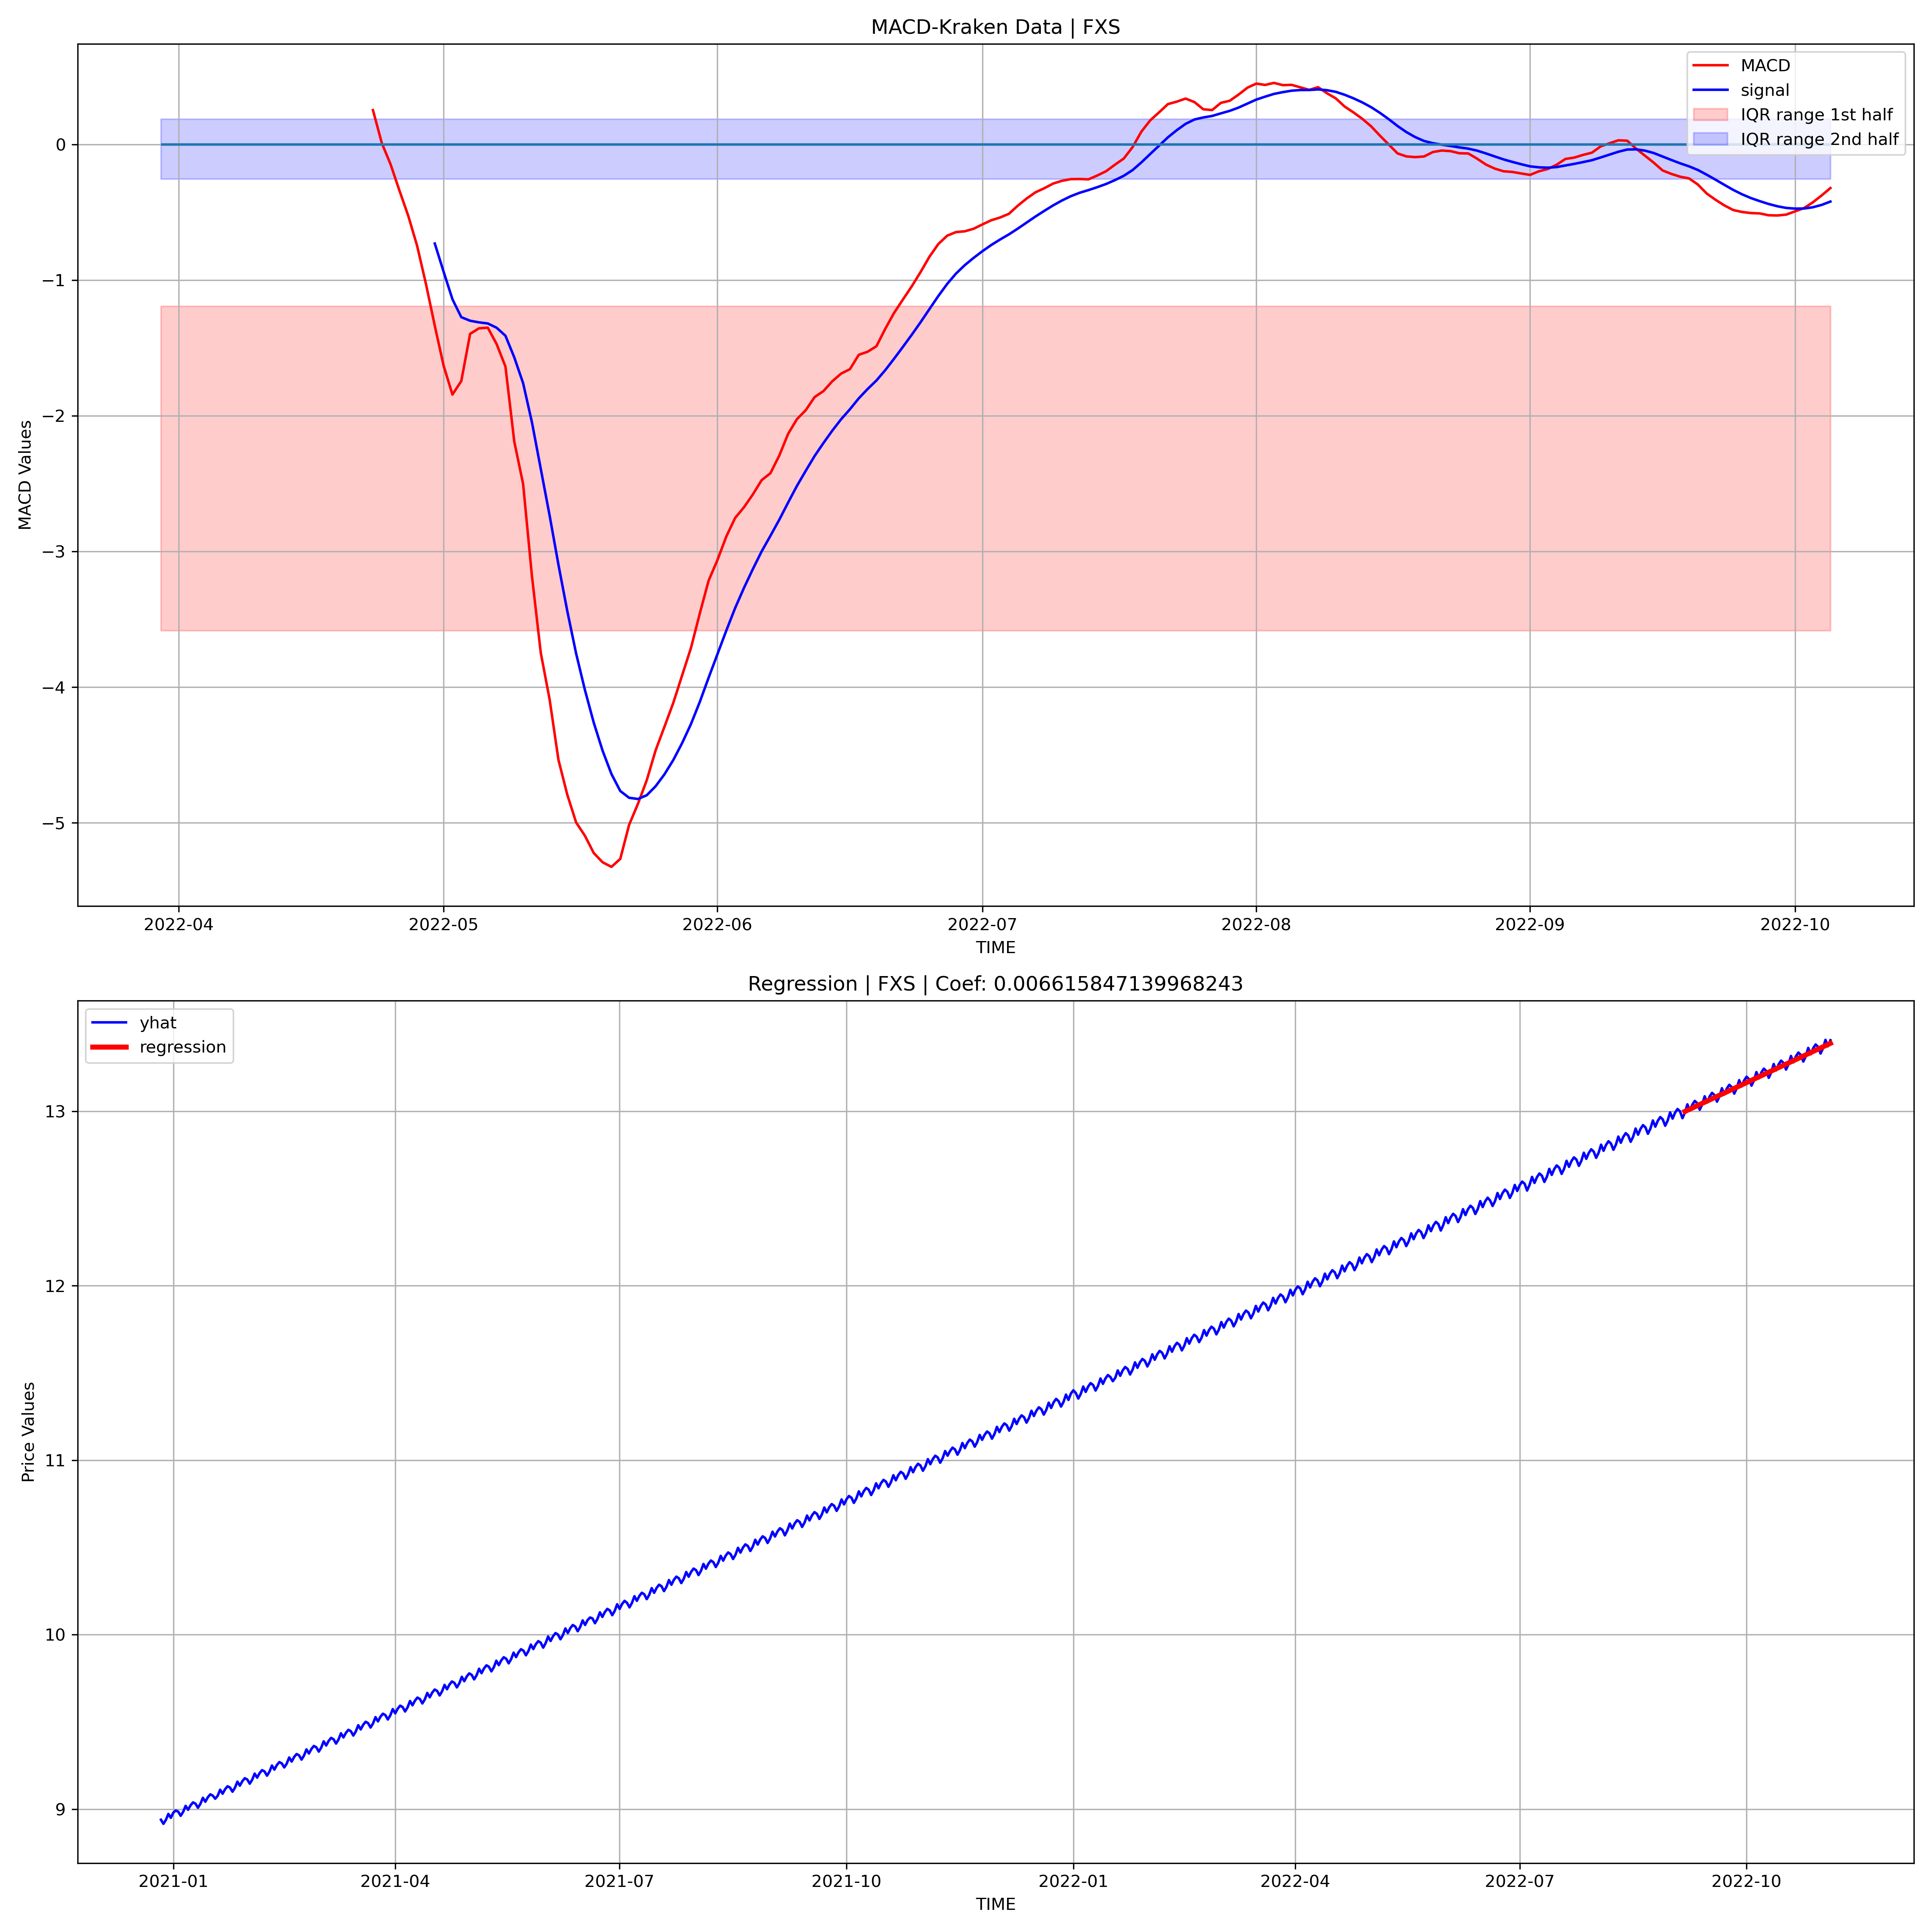 MACD-Kraken Data | FXS
MACD
signal
IQR range 1st half
IQR range 2nd half
MACD Values
0
−1
−2
−3
−4
−5
2022-04 2022-05 2022-06 2022-07 2022-08 2022-09 2022-10
TIME
Regression | FXS | Coef: 0.006615847139968243
yhat
regression
Price Values
13
12
11
10
9
2021-01 2021-04 2021-07 2021-10 2022-01 2022-04 2022-07 2022-10
TIME